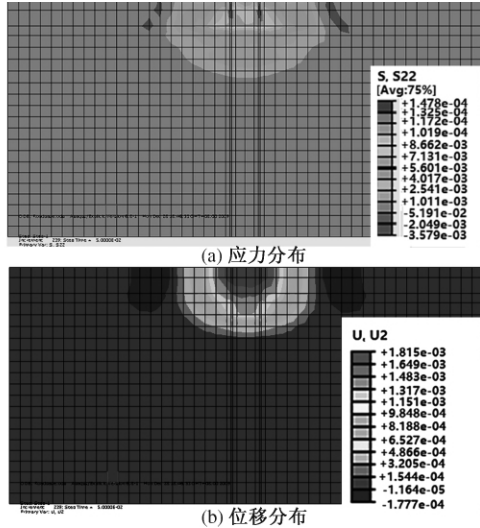 S, S22
[Avg:75%]
+1.478e-04
+1.325e-04
+1.172e-04
+1.019e-04
+8.662e-03
+7.131e-03
+5.601e-03
+4.017e-03
+2.541e-03
+1.011e-03
-5.191e-02
-2.049e-03
-3.579e-03
(a) 应力分布
U, U2
+1.815e-03
+1.649e-03
+1.483e-03
+1.317e-03
+1.151e-03
+9.848e-04
+8.188e-04
+6.527e-04
+4.866e-04
+3.205e-04
+1.544e-04
-1.164e-05
-1.777e-04
(b) 位移分布